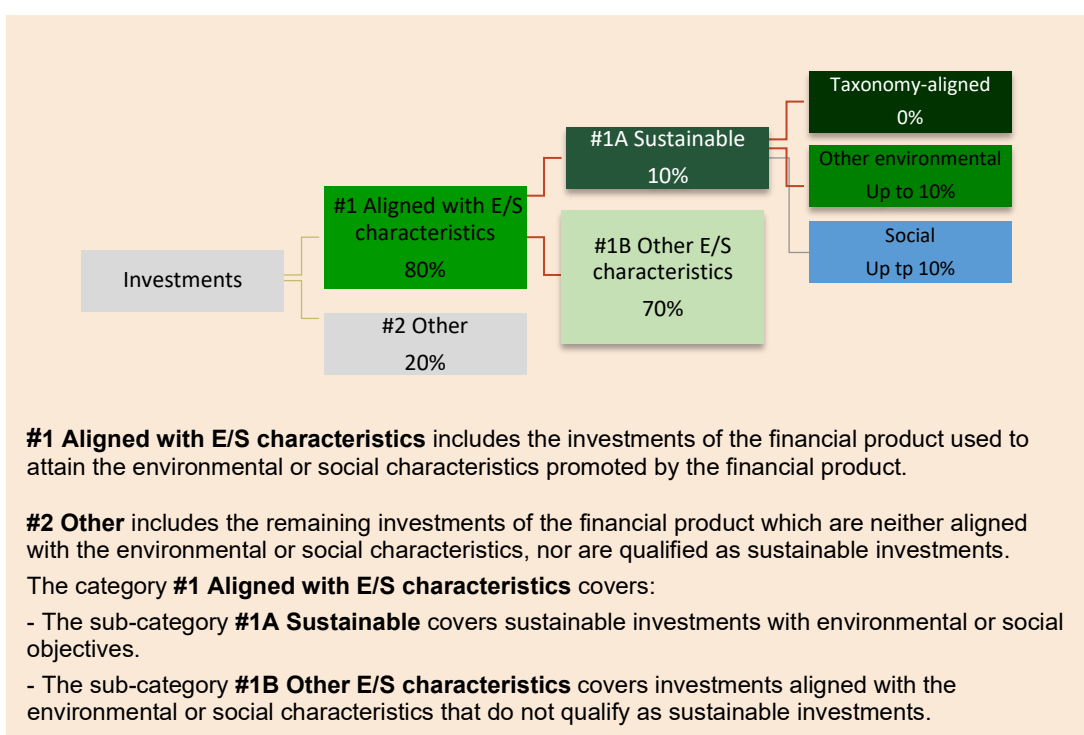 Taxonomy-aligned
0%
#1A Sustainable
10%
Other environmental
Up to 10%
#1 Aligned with E/S
characteristics
80%
#1B Other E/S
characteristics
70%
Social
Up tp 10%
Investments
#2 Other
20%
#1 Aligned with E/S characteristics includes the investments of the financial product used to
attain the environmental or social characteristics promoted by the financial product.
#2 Other includes the remaining investments of the financial product which are neither aligned
with the environmental or social characteristics, nor are qualified as sustainable investments.
The category #1 Aligned with E/S characteristics covers:
- The sub-category #1A Sustainable covers sustainable investments with environmental or social
objectives.
- The sub-category #1B Other E/S characteristics covers investments aligned with the
environmental or social characteristics that do not qualify as sustainable investments.